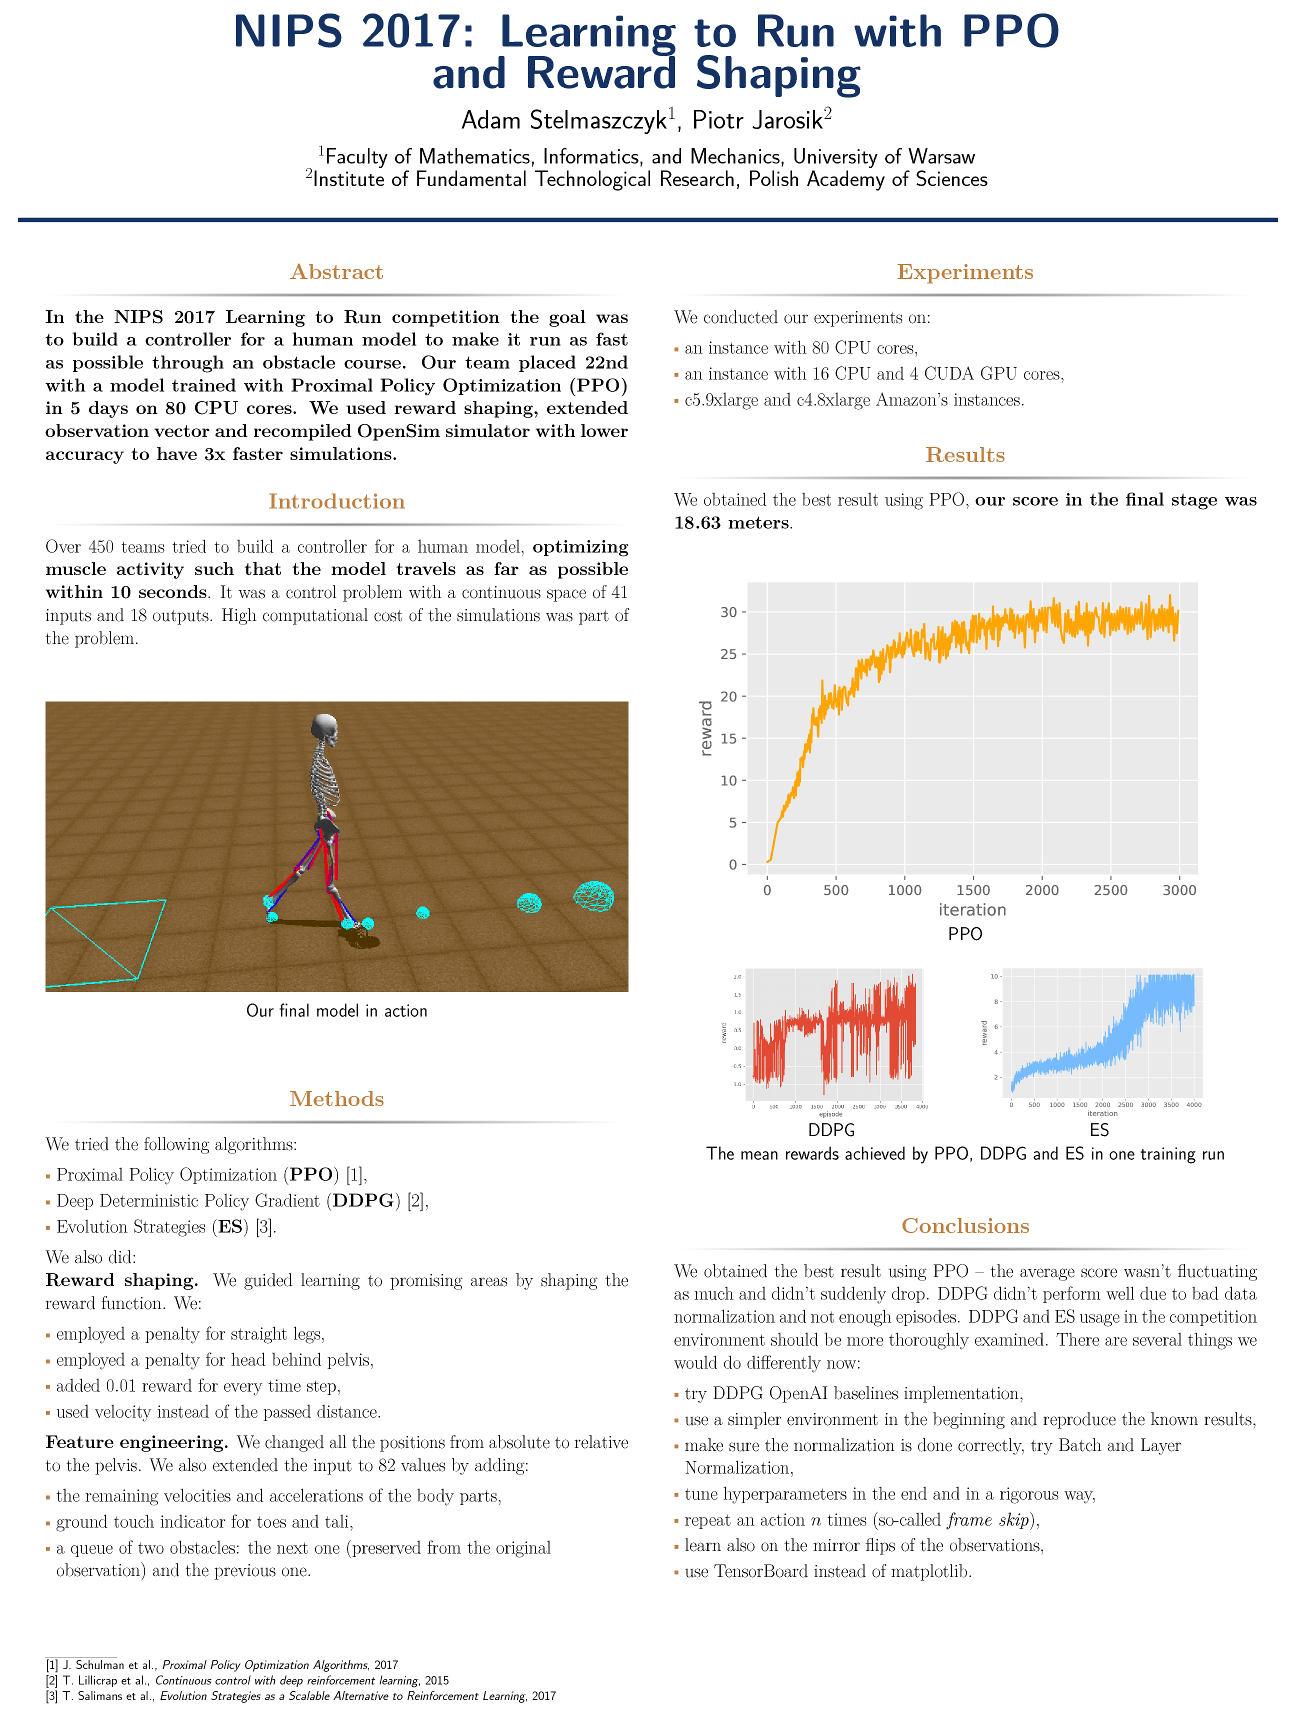 NIPS 2017: Learning to Run with PPO
and Reward Shaping
Adam Stelmaszczyk1, Piotr Jarosik2
1Faculty of Mathematics, Informatics, and Mechanics, University of Warsaw
2Institute of Fundamental Technological Research, Polish Academy of Sciences
Abstract
In the NIPS 2017 Learning to Run competition the goal was
to build a controller for a human model to make it run as fast
as possible through an obstacle course. Our team placed 22nd
with a model trained with Proximal Policy Optimization (PPO)
in 5 days on 80 CPU cores. We used reward shaping, extended
observation vector and recompiled OpenSim simulator with lower
accuracy to have 3x faster simulations.
Introduction
Over 450 teams tried to build a controller for a human model, optimizing
muscle activity such that the model travels as far as possible
within 10 seconds. It was a control problem with a continuous space of 41
inputs and 18 outputs. High computational cost of the simulations was part of
the problem.
Our final model in action
Methods
We tried the following algorithms:
▪ Proximal Policy Optimization (PPO) [1],
▪ Deep Deterministic Policy Gradient (DDPG) [2],
▪ Evolution Strategies (ES) [3].
We also did:
Reward shaping. We guided learning to promising areas by shaping the
reward function. We:
▪ employed a penalty for straight legs,
▪ employed a penalty for head behind pelvis,
▪ added 0.01 reward for every time step,
▪ used velocity instead of the passed distance.
Feature engineering. We changed all the positions from absolute to relative
to the pelvis. We also extended the input to 82 values by adding:
▪ the remaining velocities and accelerations of the body parts,
▪ ground touch indicator for toes and tali,
▪ a queue of two obstacles: the next one (preserved from the original
observation) and the previous one.
[1] J. Schulman et al., Proximal Policy Optimization Algorithms, 2017
[2] T. Lillicrap et al., Continuous control with deep reinforcement learning, 2015
[3] T. Salimans et al., Evolution Strategies as a Scalable Alternative to Reinforcement Learning, 2017
Experiments
We conducted our experiments on:
▪ an instance with 80 CPU cores,
▪ an instance with 16 CPU and 4 CUDA GPU cores,
▪ c5.9xlarge and c4.8xlarge Amazon's instances.
Results
We obtained the best result using PPO, our score in the final stage was
18.63 meters.
30
25
20
15
10
5
0
reward
0 500 1000 1500 2000 2500 3000
iteration
PPO
2.0
1.5
1.0
0.5
0.0
-0.5
-1.0
reward
0 500 1000 1500 2000 2500 3000 3500 4000
episode
DDPG
10
8
6
4
2
reward
0 500 1000 1500 2000 2500 3000 3500 4000
iteration
ES
The mean rewards achieved by PPO, DDPG and ES in one training run
Conclusions
We obtained the best result using PPO – the average score wasn't fluctuating
as much and didn't suddenly drop. DDPG didn't perform well due to bad data
normalization and not enough episodes. DDPG and ES usage in the competition
environment should be more thoroughly examined. There are several things we
would do differently now:
▪ try DDPG OpenAI baselines implementation,
▪ use a simpler environment in the beginning and reproduce the known results,
▪ make sure the normalization is done correctly, try Batch and Layer
Normalization,
▪ tune hyperparameters in the end and in a rigorous way,
▪ repeat an action n times (so-called frame skip),
▪ learn also on the mirror flips of the observations,
▪ use TensorBoard instead of matplotlib.